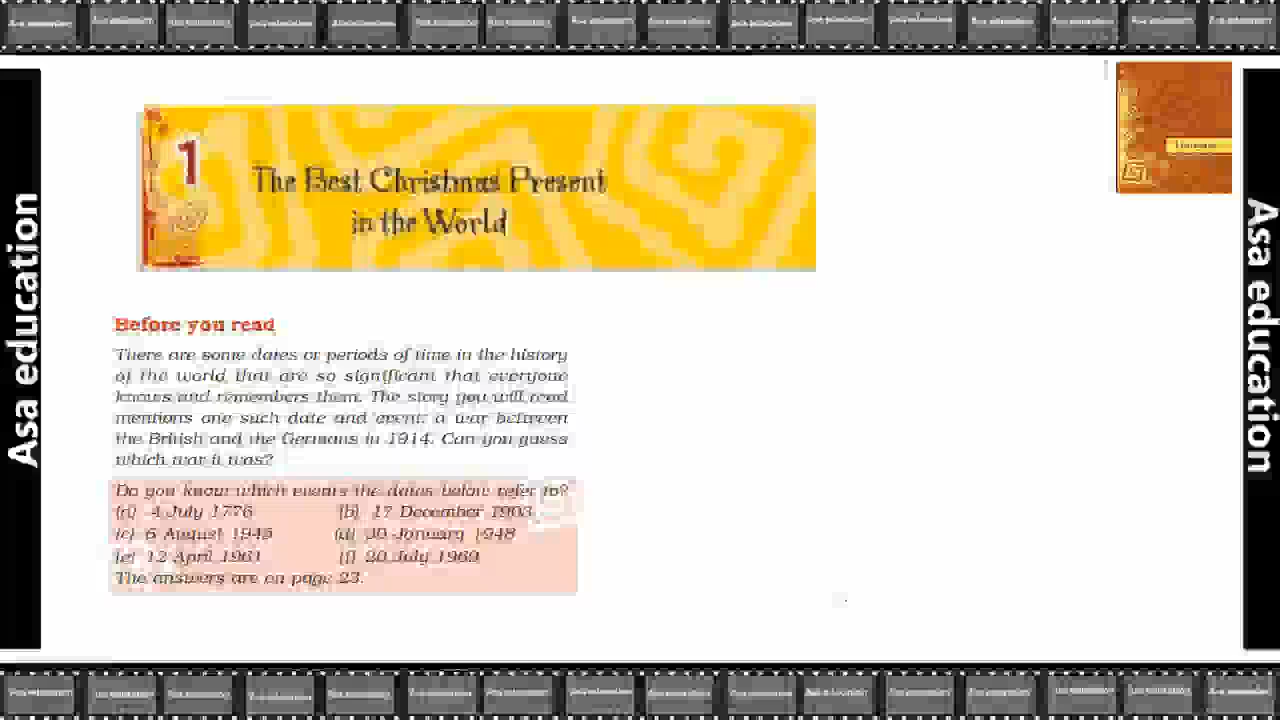 1
The Best Christmas Present
in the World
Before you read
There are some dates or periods of time in the history
of the world that are so significant that everyone
knows and remembers them. The story you will read
mentions one such date and event: a war between
the British and the Germans in 1914. Can you guess
which war it was?
Do you know which events the dates below refer to?
(a) 4 July 1776 (b) 17 December 1903
(c) 6 August 1945 (d) 30 January 1948
(e) 12 April 1961 (f) 20 July 1969
The answers are on page 23.
Asa education
Asa education